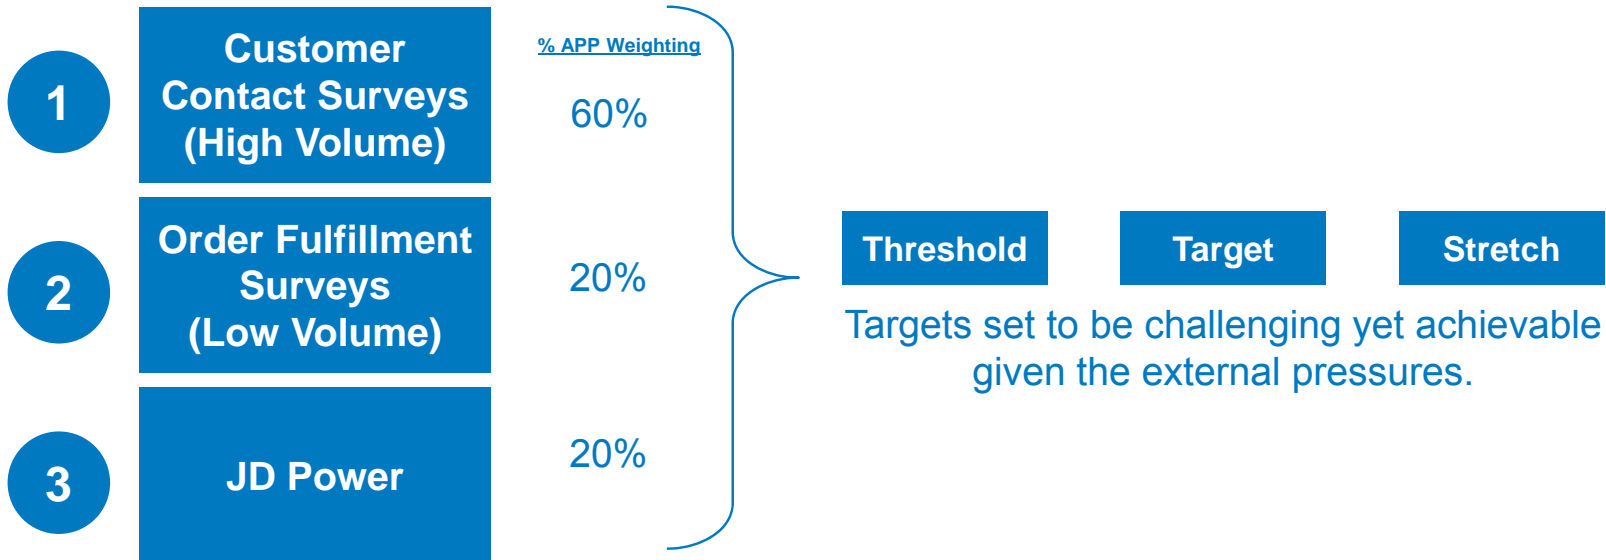 1
Customer
Contact Surveys
(High Volume)
% APP Weighting
60%
2
Order Fulfillment
Surveys
(Low Volume)
20%
3
JD Power
20%
Threshold
Target
Stretch
Targets set to be challenging yet achievable
given the external pressures.